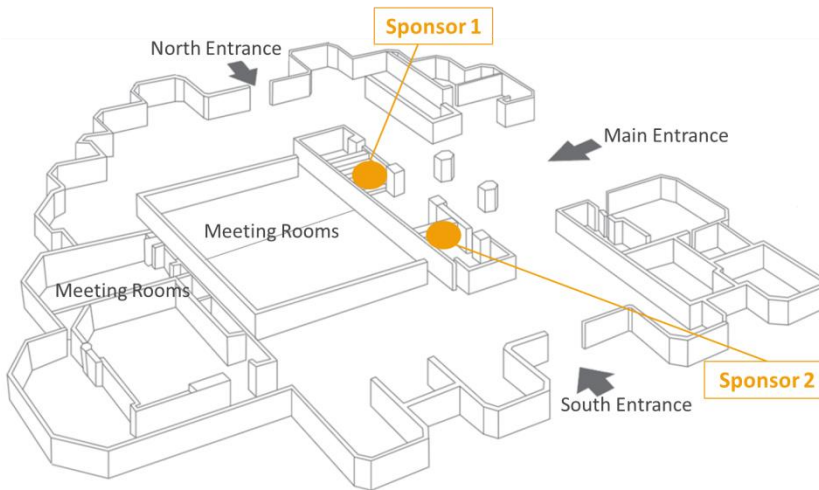 Sponsor 1
North Entrance
Main Entrance
Meeting Rooms
Meeting Rooms
Sponsor 2
South Entrance